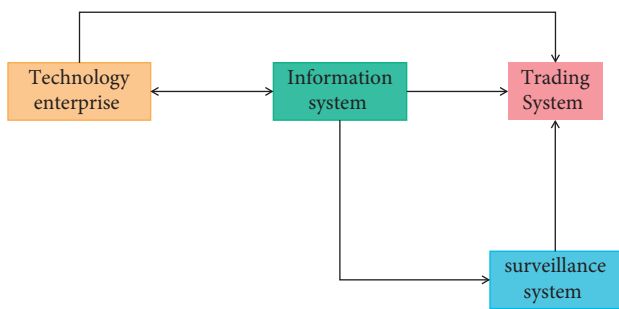 Technology
enterprise
Information
system
Trading
System
surveillance
system